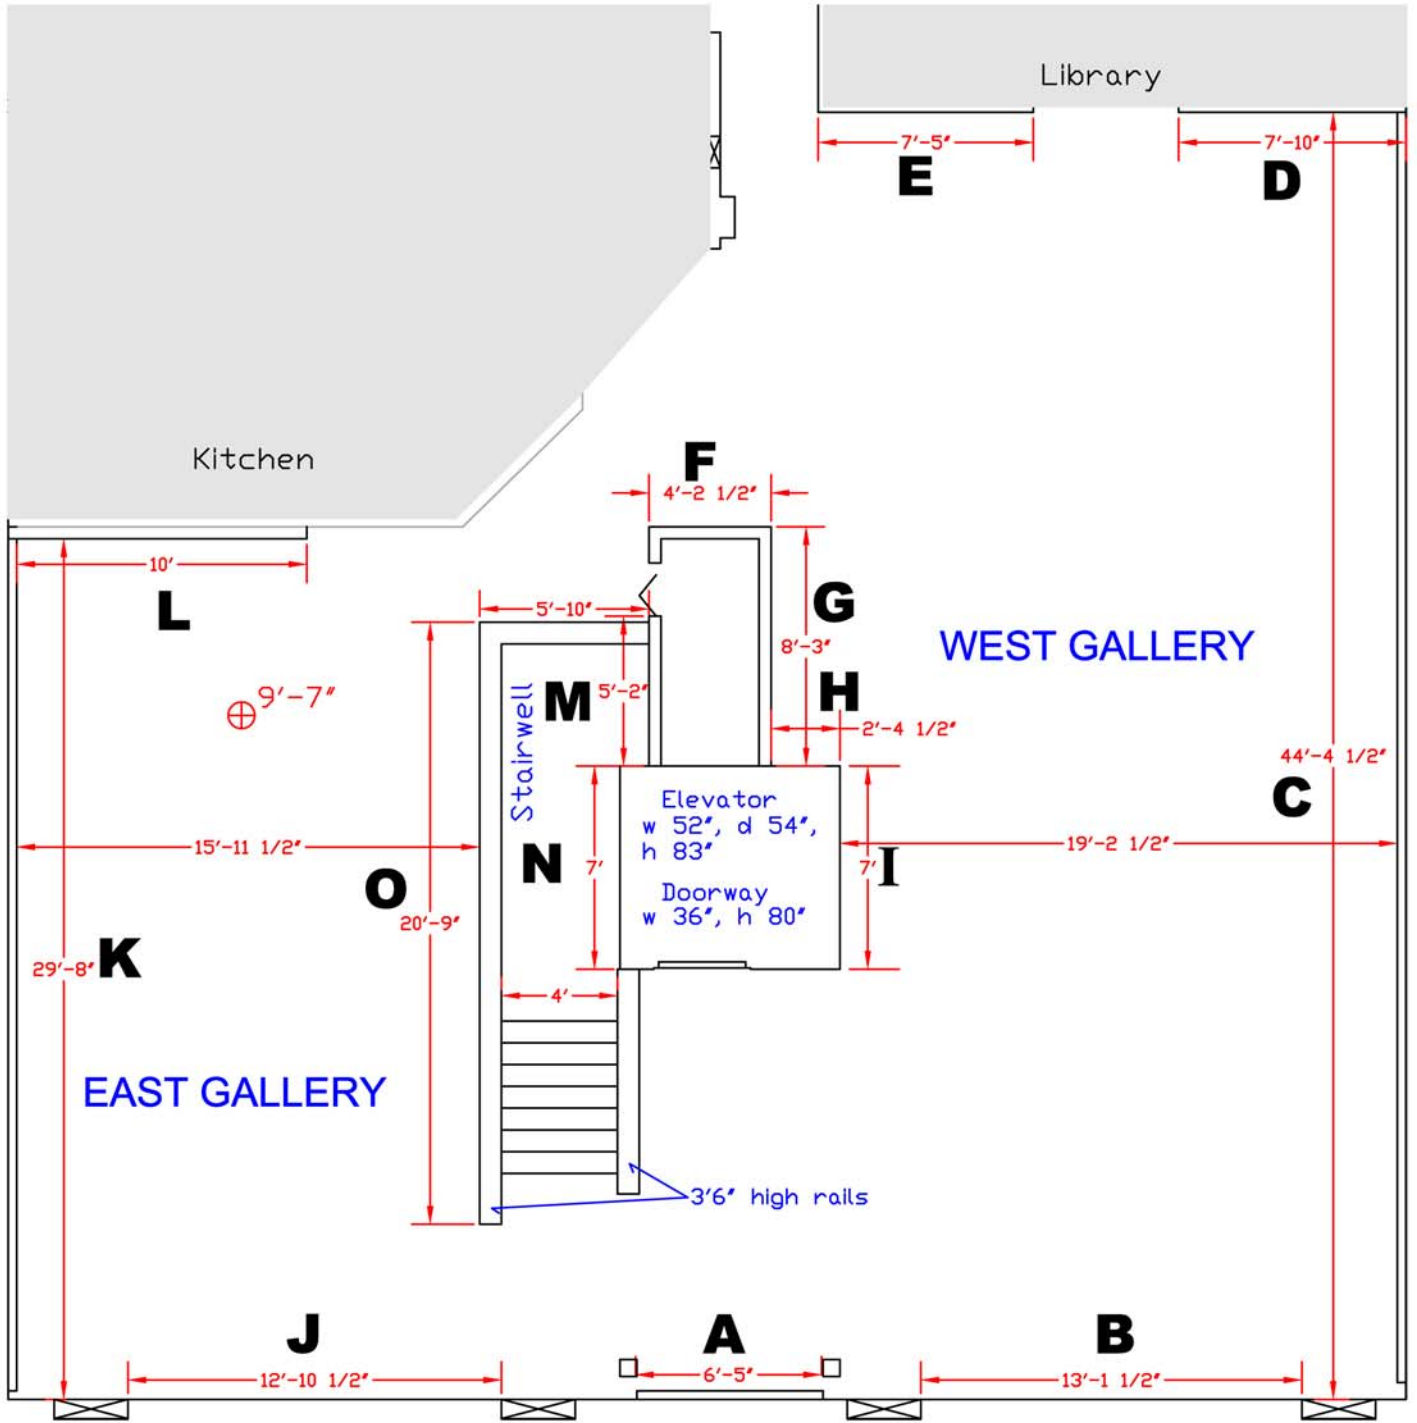 Library
7'-5" 7'-10"
E D
Kitchen
F
4'-2 1/2"
10'
L
5'-10"
G
8'-3"
WEST GALLERY
H
M 5'-2"
Stairwell
9'-7"
2'-4 1/2"
44'-4 1/2"
C
Elevator
w 52", d 54",
h 83"
Doorway
w 36", h 80"
15'-11 1/2"
19'-2 1/2"
N 7'
7' I
O
20'-9"
29'-8" K
4'
EAST GALLERY
3'6" high rails
J A B
12'-10 1/2" 6'-5" 13'-1 1/2"